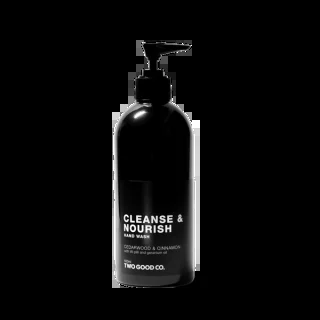 CLEANSE &
NOURISH
HAND WASH
CEDARWOOD & CINNAMON
TWO GOOD CO.